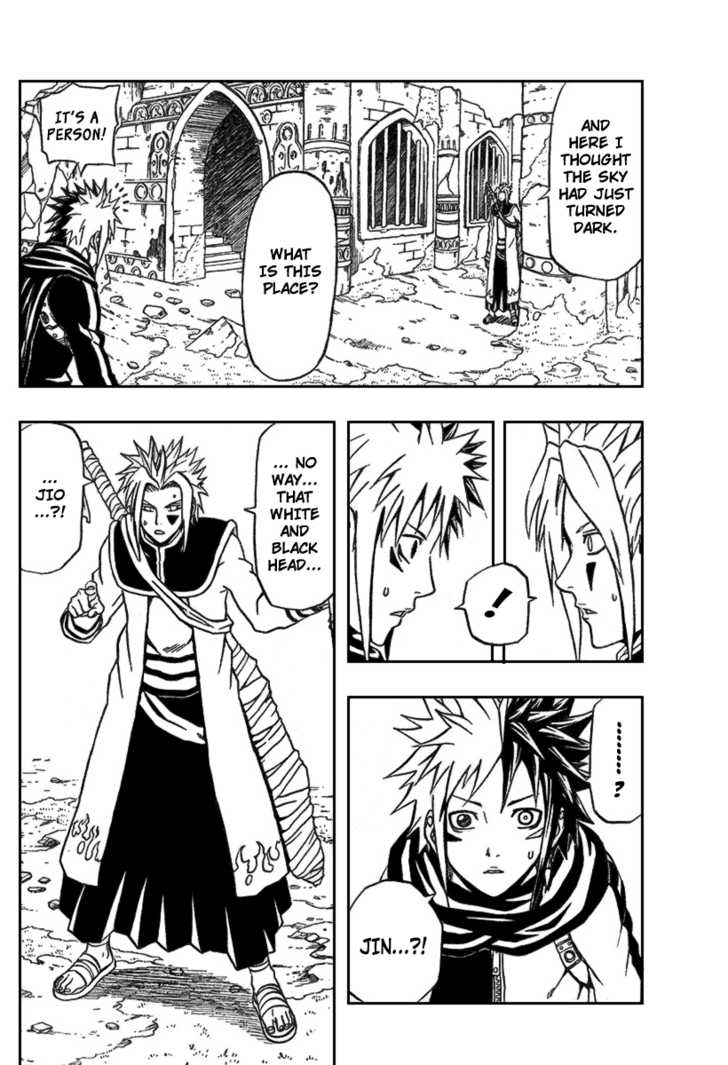 AND
HERE I
THOUGHT
THE SKY
HAD JUST
TURNED
DARK.
WHAT
IS THIS
PLACE?
IT'S A
PERSON!
!
... NO
WAY...
THAT
WHITE
AND
BLACK
HEAD...
...
JIO
...?!
.........?
JIN...?!